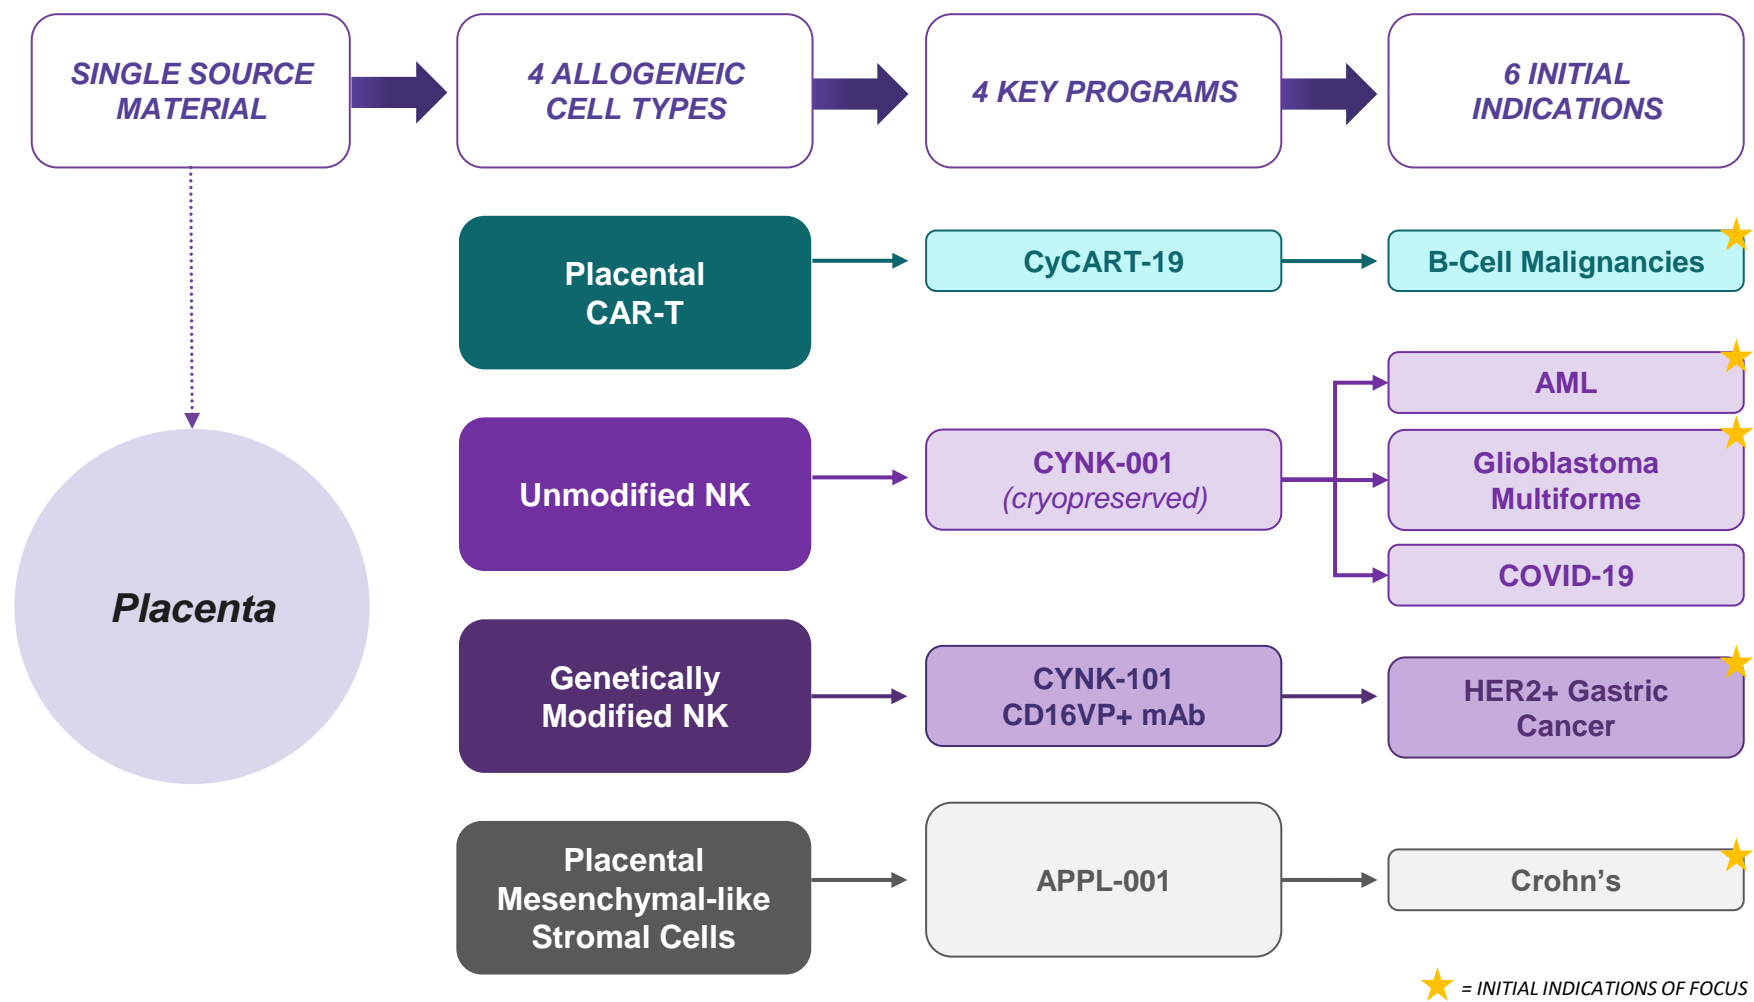 SINGLE SOURCE
MATERIAL
4 ALLOGENEIC
CELL TYPES
4 KEY PROGRAMS
6 INITIAL
INDICATIONS
Placenta
Placental
CAR-T
CyCART-19
B-Cell Malignancies
Unmodified NK
CYNK-001
(cryopreserved)
AML
Glioblastoma
Multiforme
COVID-19
Genetically
Modified NK
CYNK-101
CD16VP+ mAb
HER2+ Gastric
Cancer
Placental
Mesenchymal-like
Stromal Cells
APPL-001
Crohn’s
= INITIAL INDICATIONS OF FOCUS